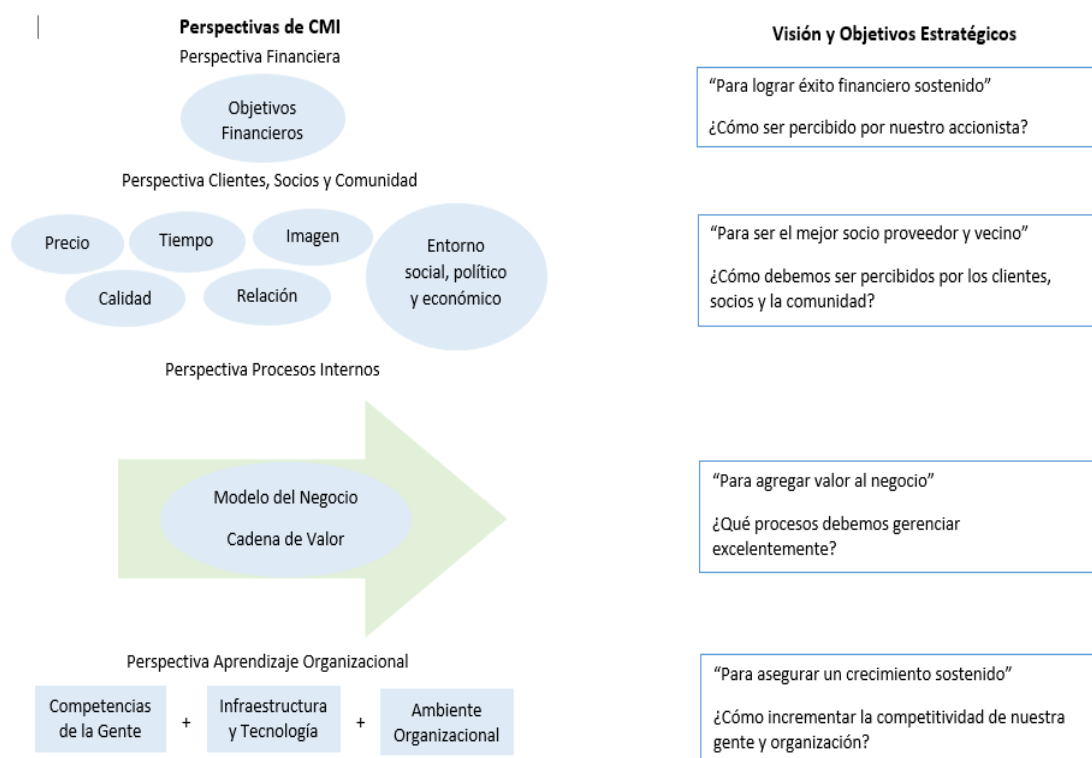 Perspectivas de CMI
Visión y Objetivos Estratégicos
Perspectiva Financiera
Objetivos
Financieros
“Para lograr éxito financiero sostenido”
¿Cómo ser percibido por nuestro accionista?
Perspectiva Clientes, Socios y Comunidad
Precio
Tiempo
Imagen
Calidad
Relación
Entorno
social, político
y económico
“Para ser el mejor socio proveedor y vecino”
¿Cómo debemos ser percibidos por los clientes,
socios y la comunidad?
Perspectiva Procesos Internos
Modelo del Negocio
Cadena de Valor
“Para agregar valor al negocio”
¿Qué procesos debemos gerenciar
excelentemente?
Perspectiva Aprendizaje Organizacional
Competencias
de la Gente
+
Infraestructura
y Tecnología
+
Ambiente
Organizacional
“Para asegurar un crecimiento sostenido”
¿Cómo incrementar la competitividad de nuestra
gente y organización?